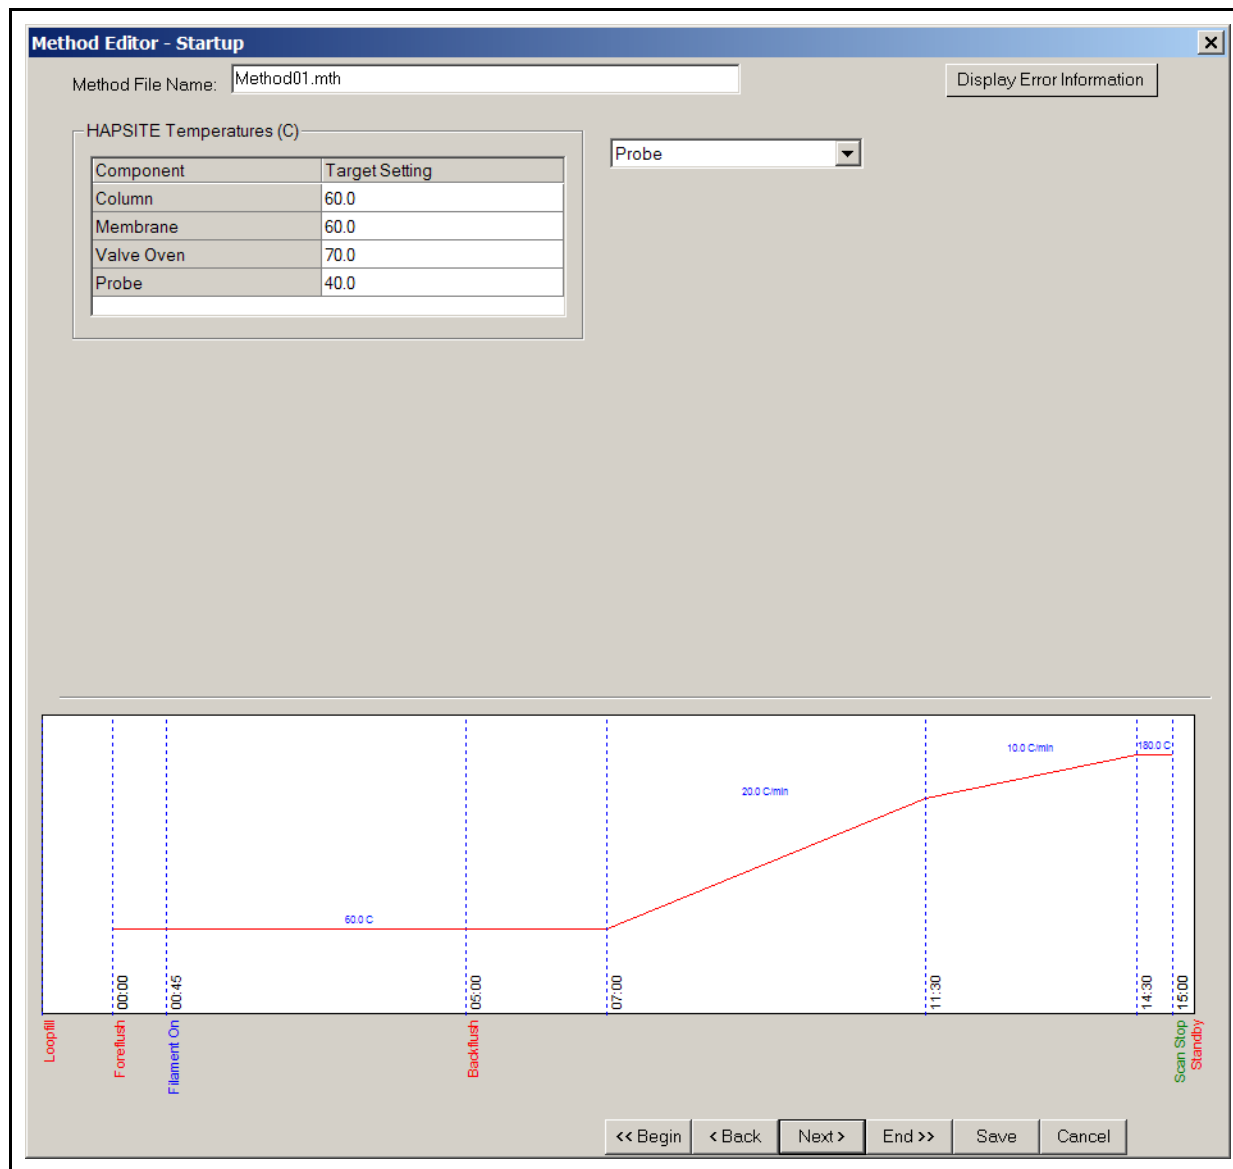 Method Editor - Startup
Method File Name: Method01.mth
Display Error Information
HAPSITE Temperatures (C)
Probe
Component Target Setting
Column 60.0
Membrane 60.0
Valve Oven 70.0
Probe 40.0
10.0 C/min
180.0 C
20.0 C/min
60.0 C
00:00
00:45
05:00
07:00
11:30
14:30
15:00
Loopfill
Foreflush
Filament On
Backflush
Scan Stop
Standby
<< Begin
< Back
Next >
End >>
Save
Cancel